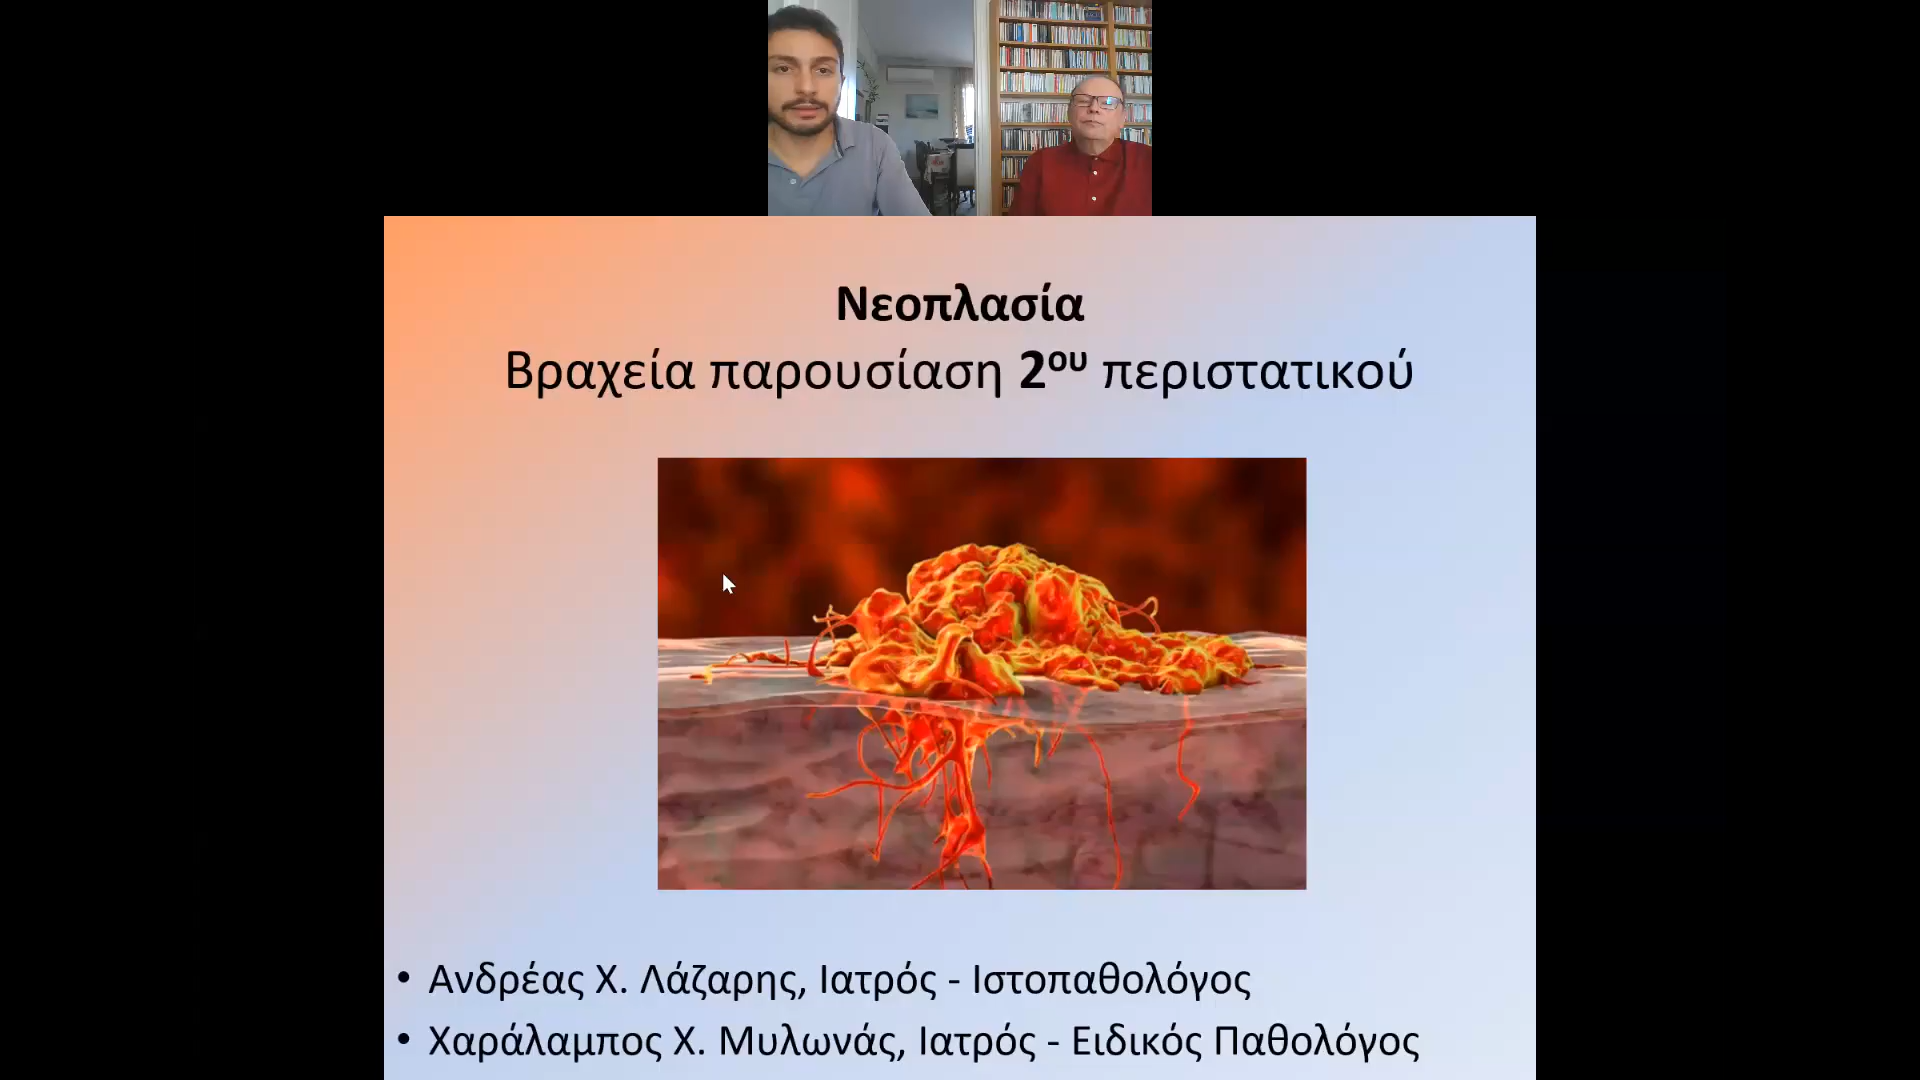 Νεοπλασία
Βραχεία παρουσίαση 2ου περιστατικού
• Ανδρέας Χ. Λάζαρης, Ιατρός - Ιστοπαθολόγος
• Χαράλαμπος Χ. Μυλωνάς, Ιατρός - Ειδικός Παθολόγος